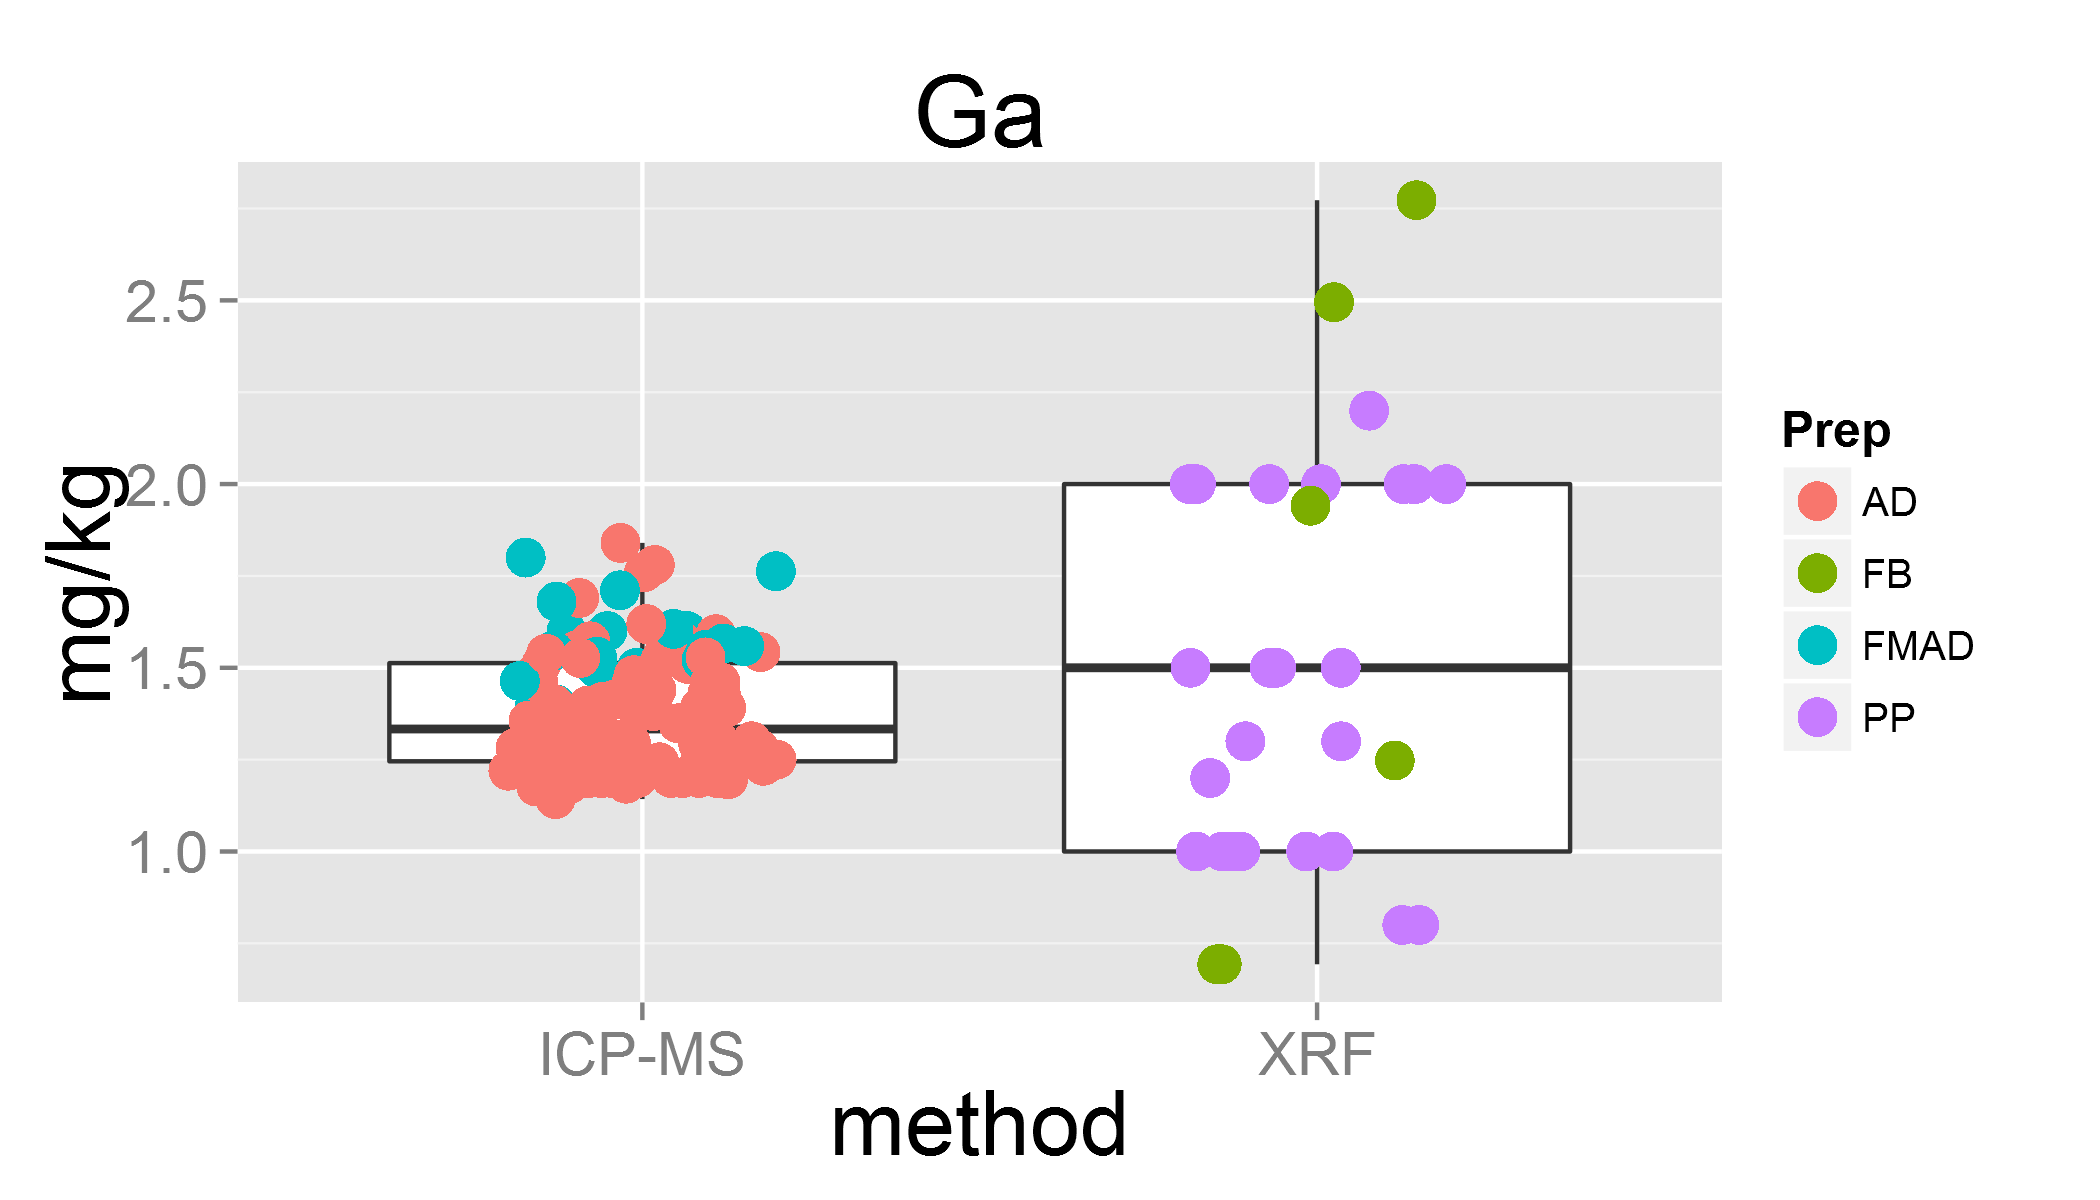 Ga
mg/kg
2.5
2.0
1.5
1.0
ICP-MS
XRF
method
Prep
AD
FB
FMAD
PP